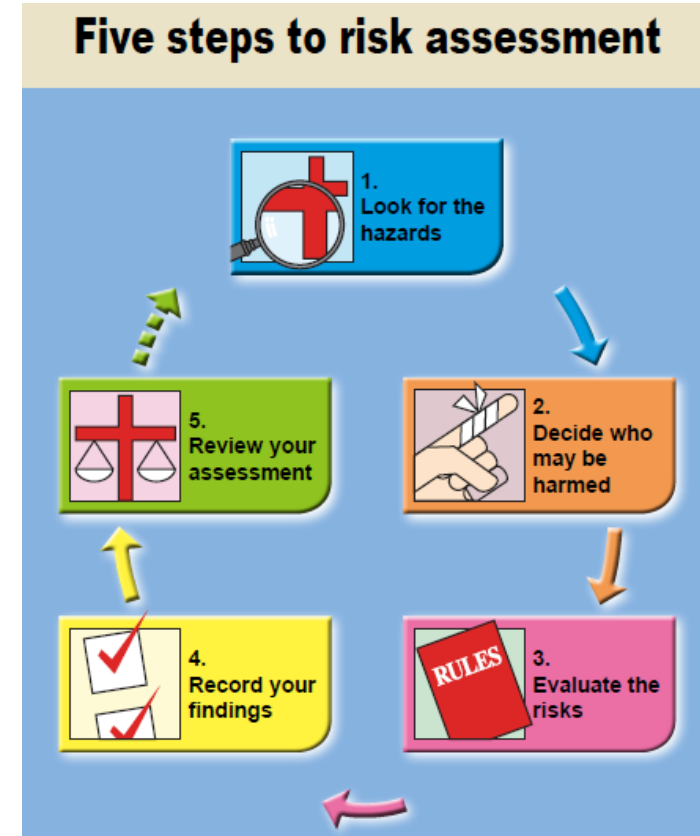 Five steps to risk assessment
1.
Look for the
hazards
2.
Decide who
may be
harmed
RULES
3.
Evaluate the
risks
4.
Record your
findings
5.
Review your
assessment